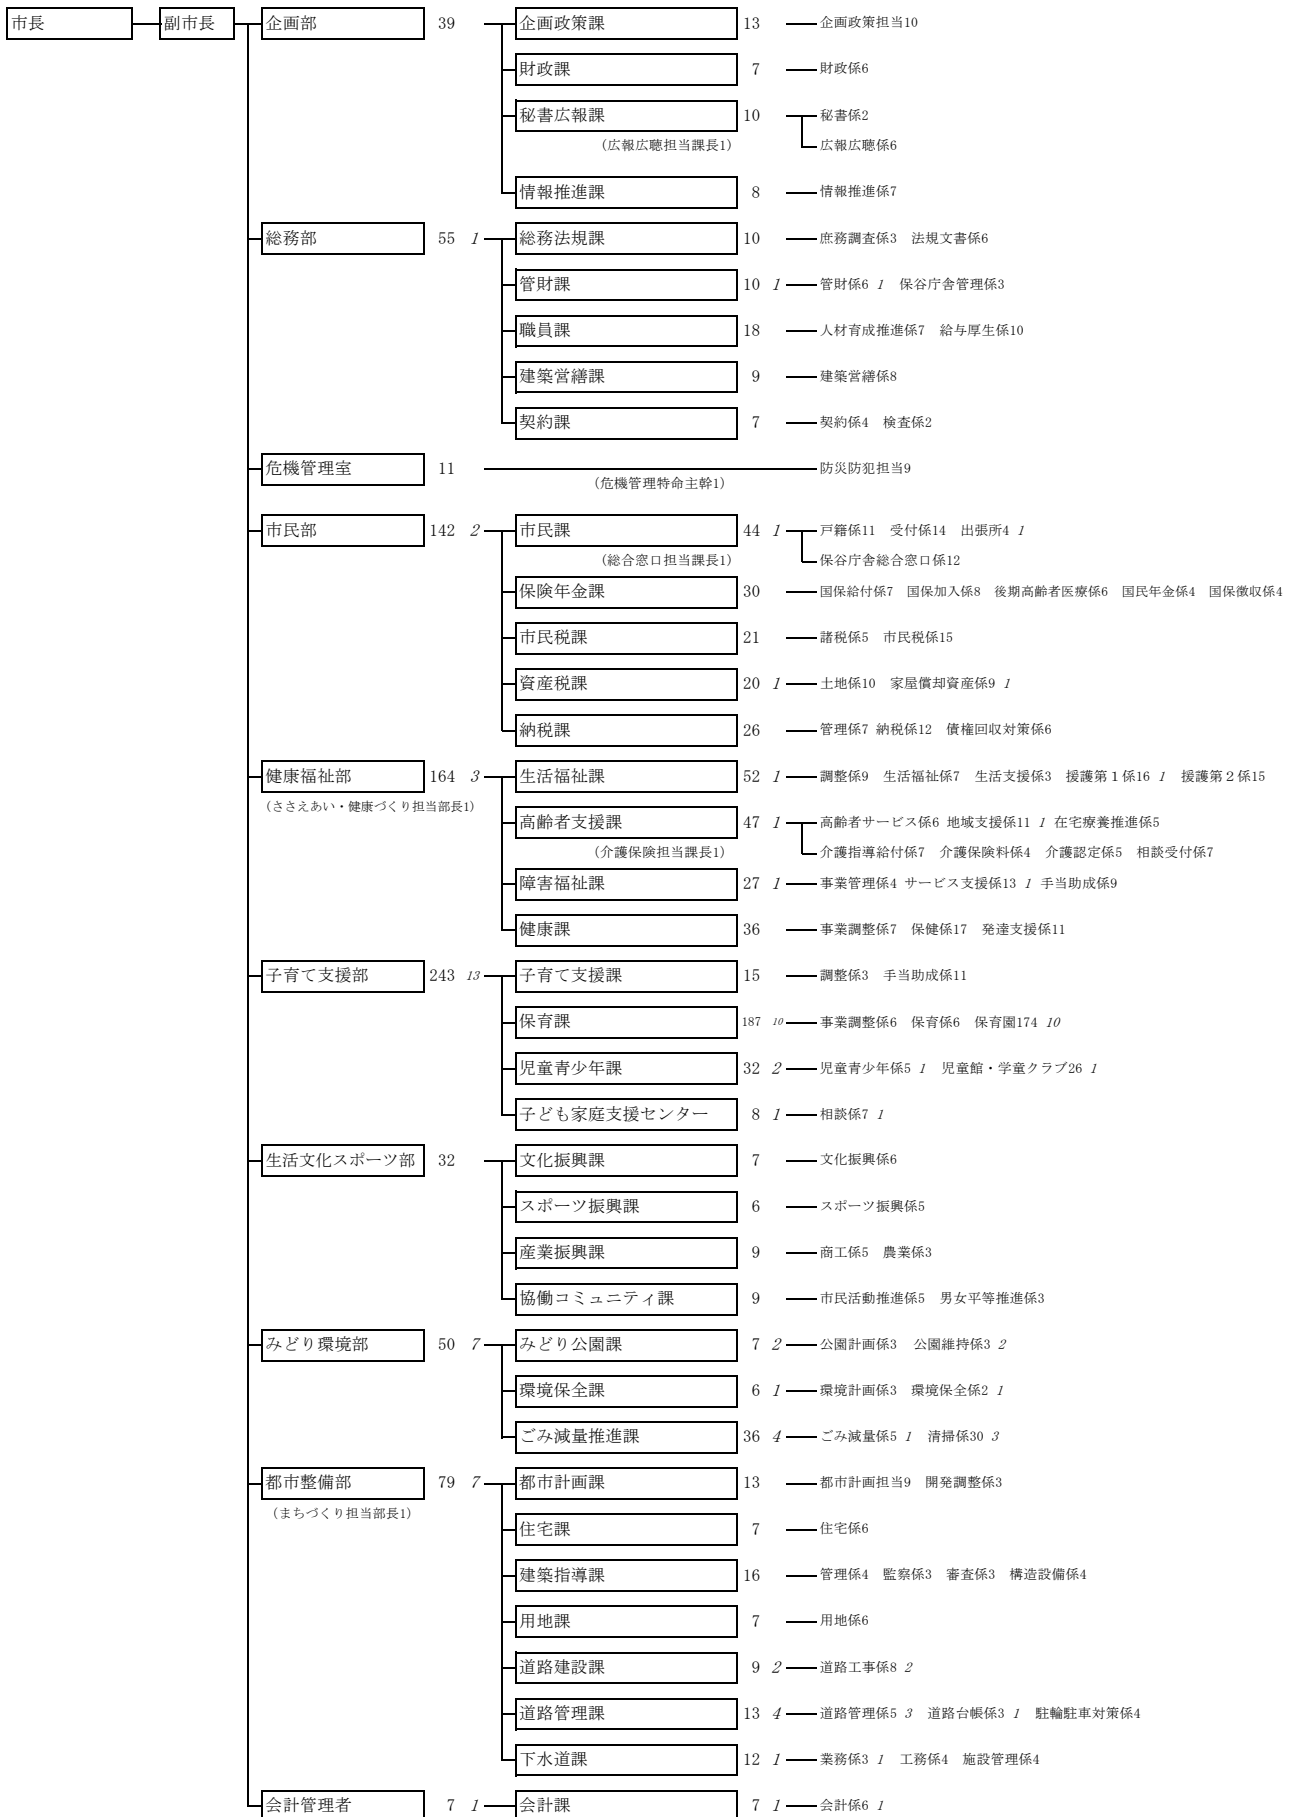 市長 副市長 企画部 39 企画政策課 13 企画政策担当10
財政課 7 財政係6
秘書広報課 10 秘書係2
（広報広聴担当課長1） 広報広聴係6
情報推進課 8 情報推進係7
総務部 55 1 総務法規課 10 庶務調査係3 法規文書係6
管財課 10 1 管財係6 1 保谷庁舎管理係3
職員課 18 人材育成推進係7 給与厚生係10
建築営繕課 9 建築営繕係8
契約課 7 契約係4 検査係2
危機管理室 11 防災防犯担当9
（危機管理特命主幹1）
市民部 142 2 市民課 44 1 戸籍係11 受付係14 出張所4 1
（総合窓口担当課長1） 保谷庁舎総合窓口係12
保険年金課 30 国保給付係7 国保加入係8 後期高齢者医療係6 国民年金係4 国保徴収係4
市民税課 21 諸税係5 市民税係15
資産税課 20 1 土地係10 家屋償却資産係9 1
納税課 26 管理係7 納税係12 債権回収対策係6
健康福祉部 164 3 生活福祉課 52 1 調整係9 生活福祉係7 生活支援係3 援護第１係16 1 援護第２係15
（ささえあい・健康づくり担当部長1）
高齢者支援課 47 1 高齢者サービス係6 地域支援係11 1 在宅療養推進係5
（介護保険担当課長1） 介護指導給付係7 介護保険料係4 介護認定係5 相談受付係7
障害福祉課 27 1 事業管理係4 サービス支援係13 1 手当助成係9
健康課 36 事業調整係7 保健係17 発達支援係11
子育て支援部 243 13 子育て支援課 15 調整係3 手当助成係11
保育課 187 10 事業調整係6 保育係6 保育園174 10
児童青少年課 32 2 児童青少年係5 1 児童館・学童クラブ26 1
子ども家庭支援センター 8 1 相談係7 1
生活文化スポーツ部 32 文化振興課 7 文化振興係6
スポーツ振興課 6 スポーツ振興係5
産業振興課 9 商工係5 農業係3
協働コミュニティ課 9 市民活動推進係5 男女平等推進係3
みどり環境部 50 7 みどり公園課 7 2 公園計画係3 公園維持係3 2
環境保全課 6 1 環境計画係3 環境保全係2 1
ごみ減量推進課 36 4 ごみ減量係5 1 清掃係30 3
都市整備部 79 7 都市計画課 13 都市計画担当9 開発調整係3
（まちづくり担当部長1）
住宅課 7 住宅係6
建築指導課 16 管理係4 監察係3 審査係3 構造設備係4
用地課 7 用地係6
道路建設課 9 2 道路工事係8 2
道路管理課 13 4 道路管理係5 3 道路台帳係3 1 駐輪駐車対策係4
下水道課 12 1 業務係3 1 工務係4 施設管理係4
会計管理者 7 1 会計課 7 1 会計係6 1